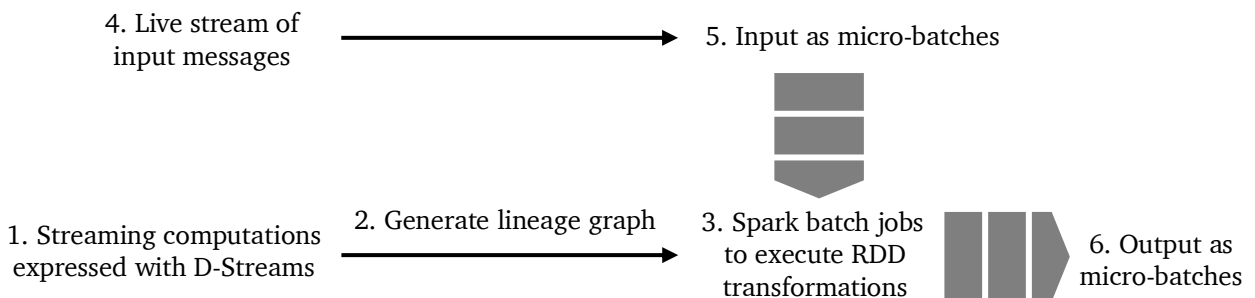 4. Live stream of
input messages
5. Input as micro-batches
1. Streaming computations
expressed with D-Streams
2. Generate lineage graph
3. Spark batch jobs
to execute RDD
transformations
6. Output as
micro-batches